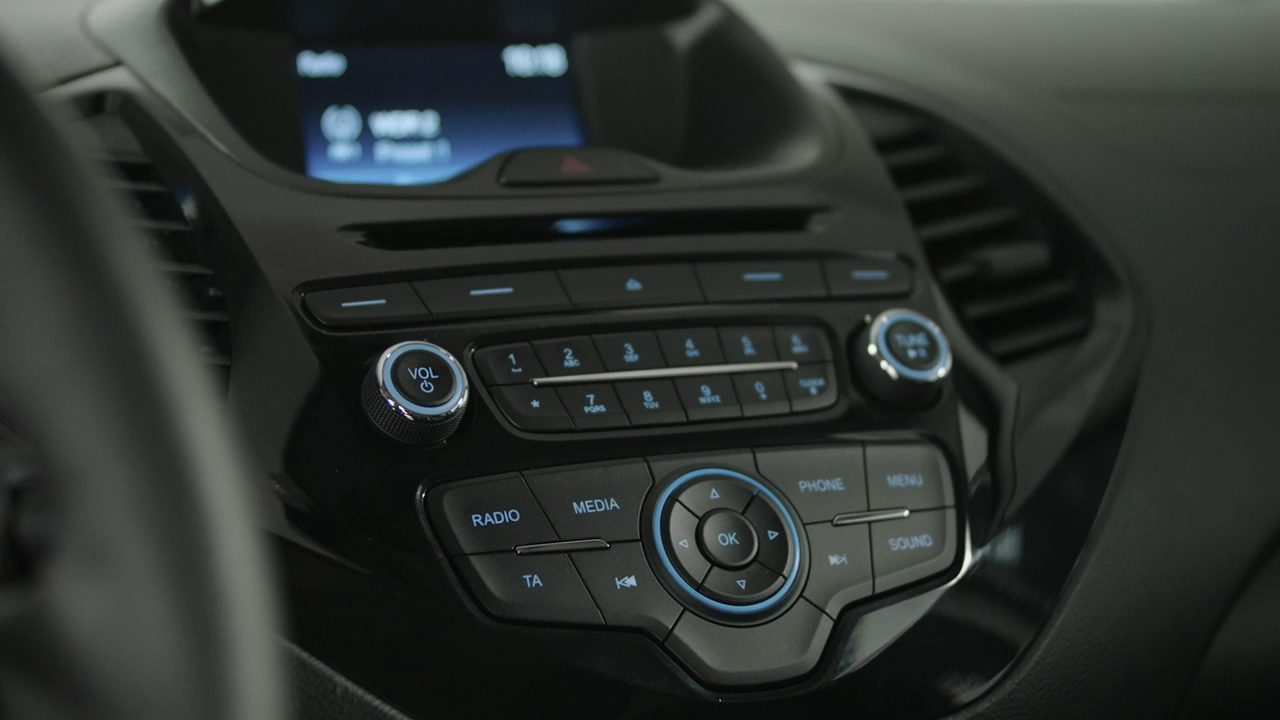 Radio
VOL
TUNE
1
2
ABC
3
DEF
4
5
6
*
7
PQRS
8
TUV
9
WXYZ
0
+
CLOCK
RADIO
MEDIA
PHONE
MENU
OK
TA
SOUND